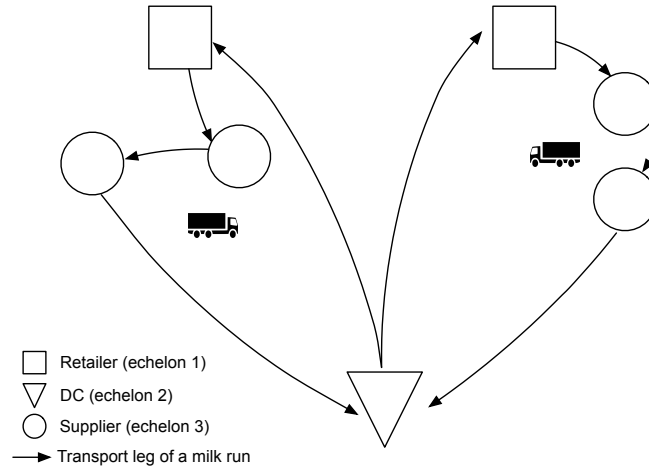 Retailer (echelon 1)
DC (echelon 2)
Supplier (echelon 3)
Transport leg of a milk run